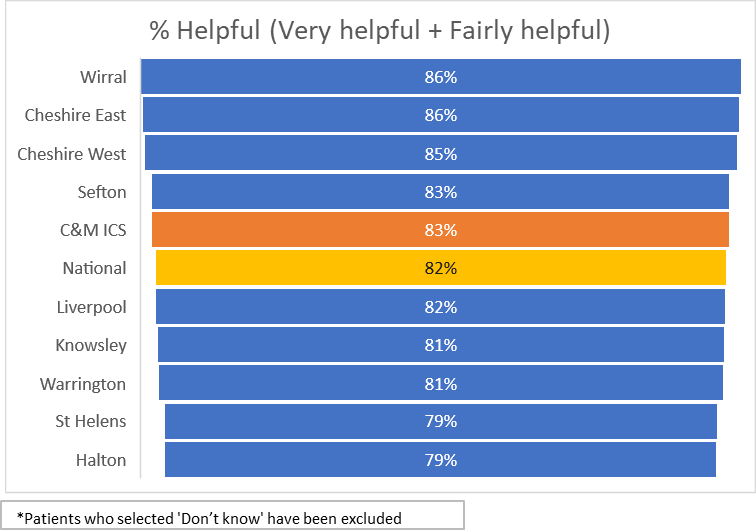 % Helpful (Very helpful + Fairly helpful)
Wirral 86%
Cheshire East 86%
Cheshire West 85%
Sefton 83%
C&M ICS 83%
National 82%
Liverpool 82%
Knowsley 81%
Warrington 81%
St Helens 79%
Halton 79%
*Patients who selected 'Don’t know' have been excluded